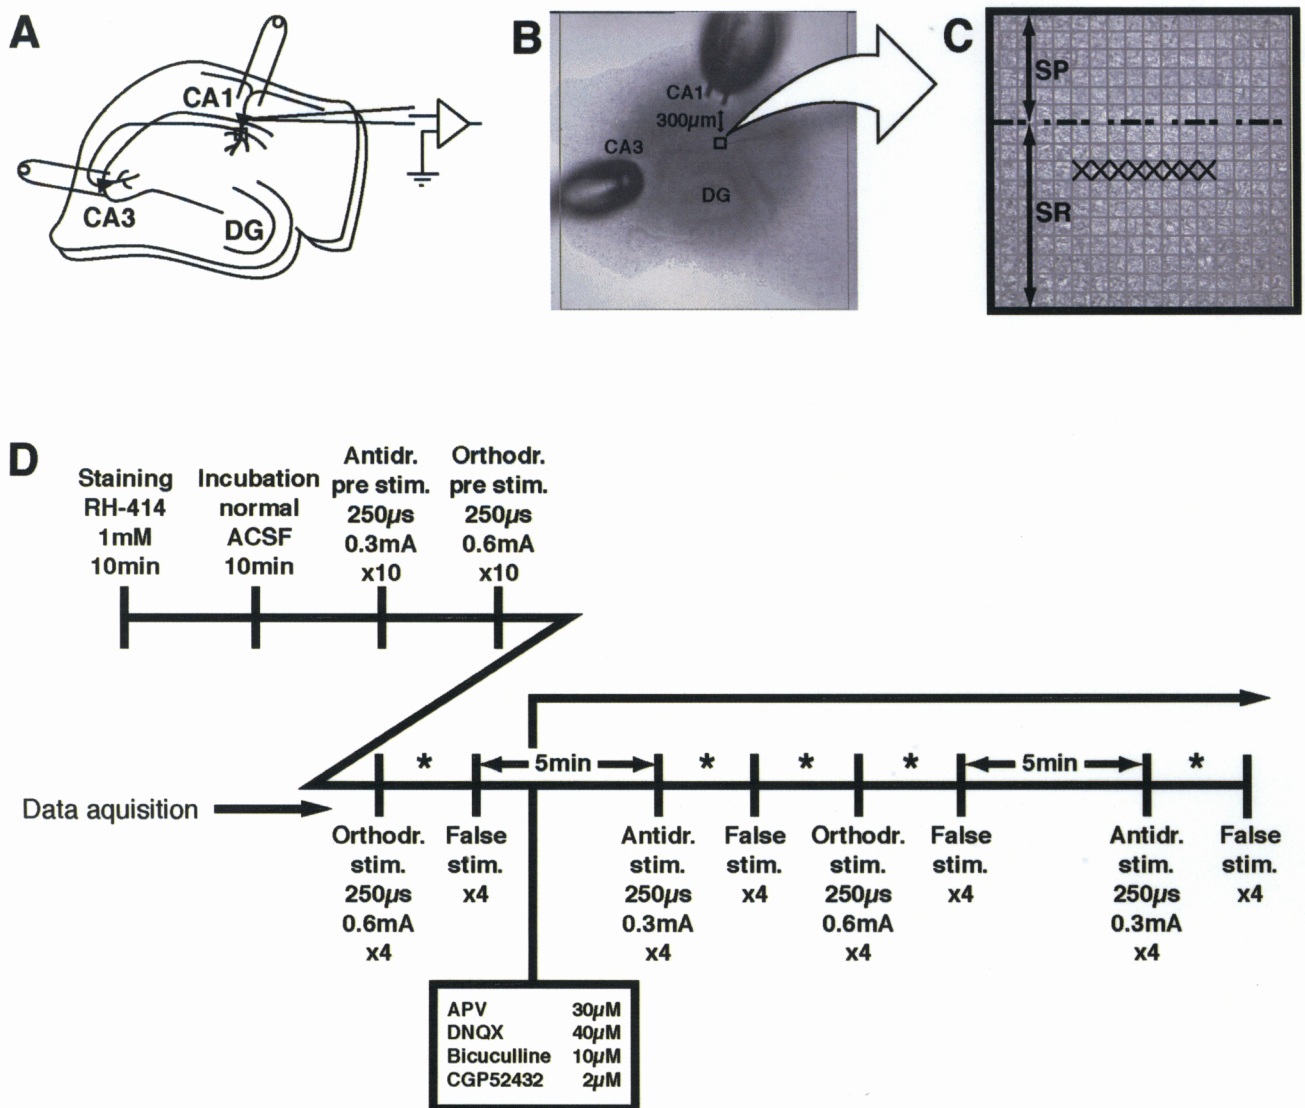 A
CA1
CA3
DG
B
CA1
300µm
CA3
DG
C
SP
SR
D
Staining
RH-414
1mM
10min
Incubation
normal
ACSF
10min
Antidr.
pre stim.
250µs
0.3mA
x10
Orthodr.
pre stim.
250µs
0.6mA
x10
* 5min * * * 5min *
Data aquisition
Orthodr.
stim.
250µs
0.6mA
x4
False
stim.
x4
Antidr.
stim.
250µs
0.3mA
x4
False
stim.
x4
Orthodr.
stim.
250µs
0.6mA
x4
False
stim.
x4
Antidr.
stim.
250µs
0.3mA
x4
False
stim.
x4
APV 30µM
DNQX 40µM
Bicuculline 10µM
CGP52432 2µM